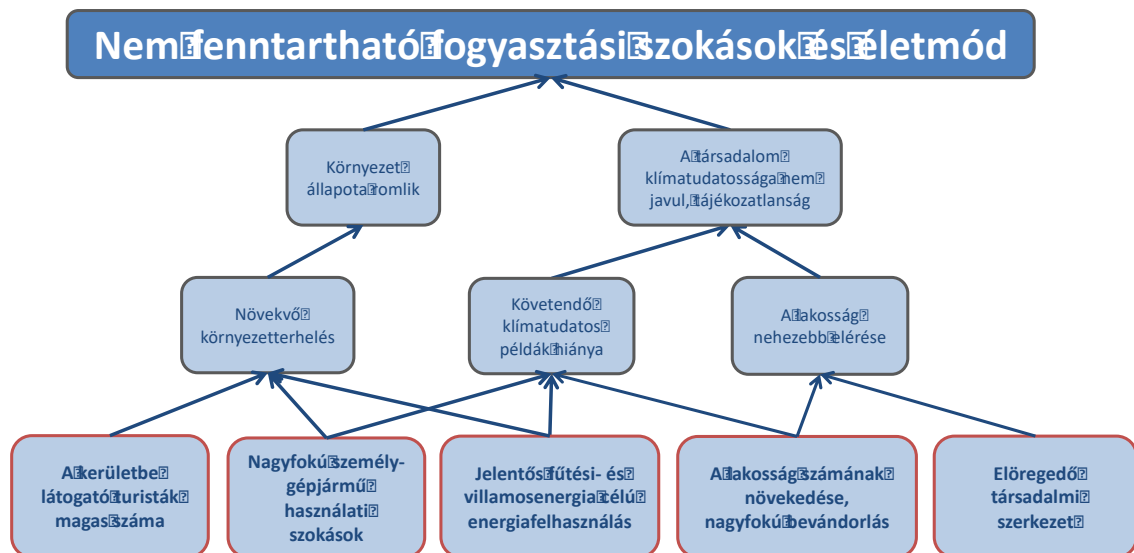 Nem fenntartható fogyasztási szokások és életmód
Környezet
állapota romlik
A társadalom
klímatudatossága nem
javul, tájékozatlanság
Növekvő
környezetterhelés
Követendő
klímatudatos
példák hiánya
A lakosság
nehezebb elérése
A kerületbe
látogató turisták
magas száma
Nagyfokú személy-
gépjármű
használati
szokások
Jelentős fűtési- és
villamosenergia célú
energiafelhasználás
A lakosság számának
növekedése,
nagyfokú bevándorlás
Elöregedő
társadalmi
szerkezet